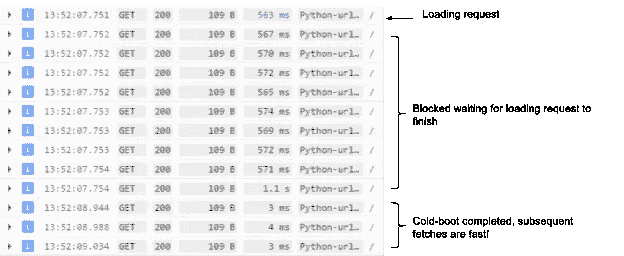 13:52:07.751 GET 200 109 B 563 ms Python-url… / Loading request
13:52:07.752 GET 200 109 B 567 ms Python-url… /
13:52:07.752 GET 200 109 B 570 ms Python-url… /
13:52:07.752 GET 200 109 B 572 ms Python-url… /
13:52:07.752 GET 200 109 B 565 ms Python-url… /
13:52:07.753 GET 200 109 B 574 ms Python-url… /
13:52:07.753 GET 200 109 B 569 ms Python-url… /
13:52:07.753 GET 200 109 B 572 ms Python-url… /
13:52:07.754 GET 200 109 B 571 ms Python-url… /
13:52:07.754 GET 200 109 B 1.1 s Python-url… /
Blocked waiting for loading request to
finish
13:52:08.944 GET 200 109 B 3 ms Python-url… /
13:52:08.988 GET 200 109 B 4 ms Python-url… /
13:52:09.034 GET 200 109 B 3 ms Python-url… /
Cold-boot completed, subsequent
fetches are fast!